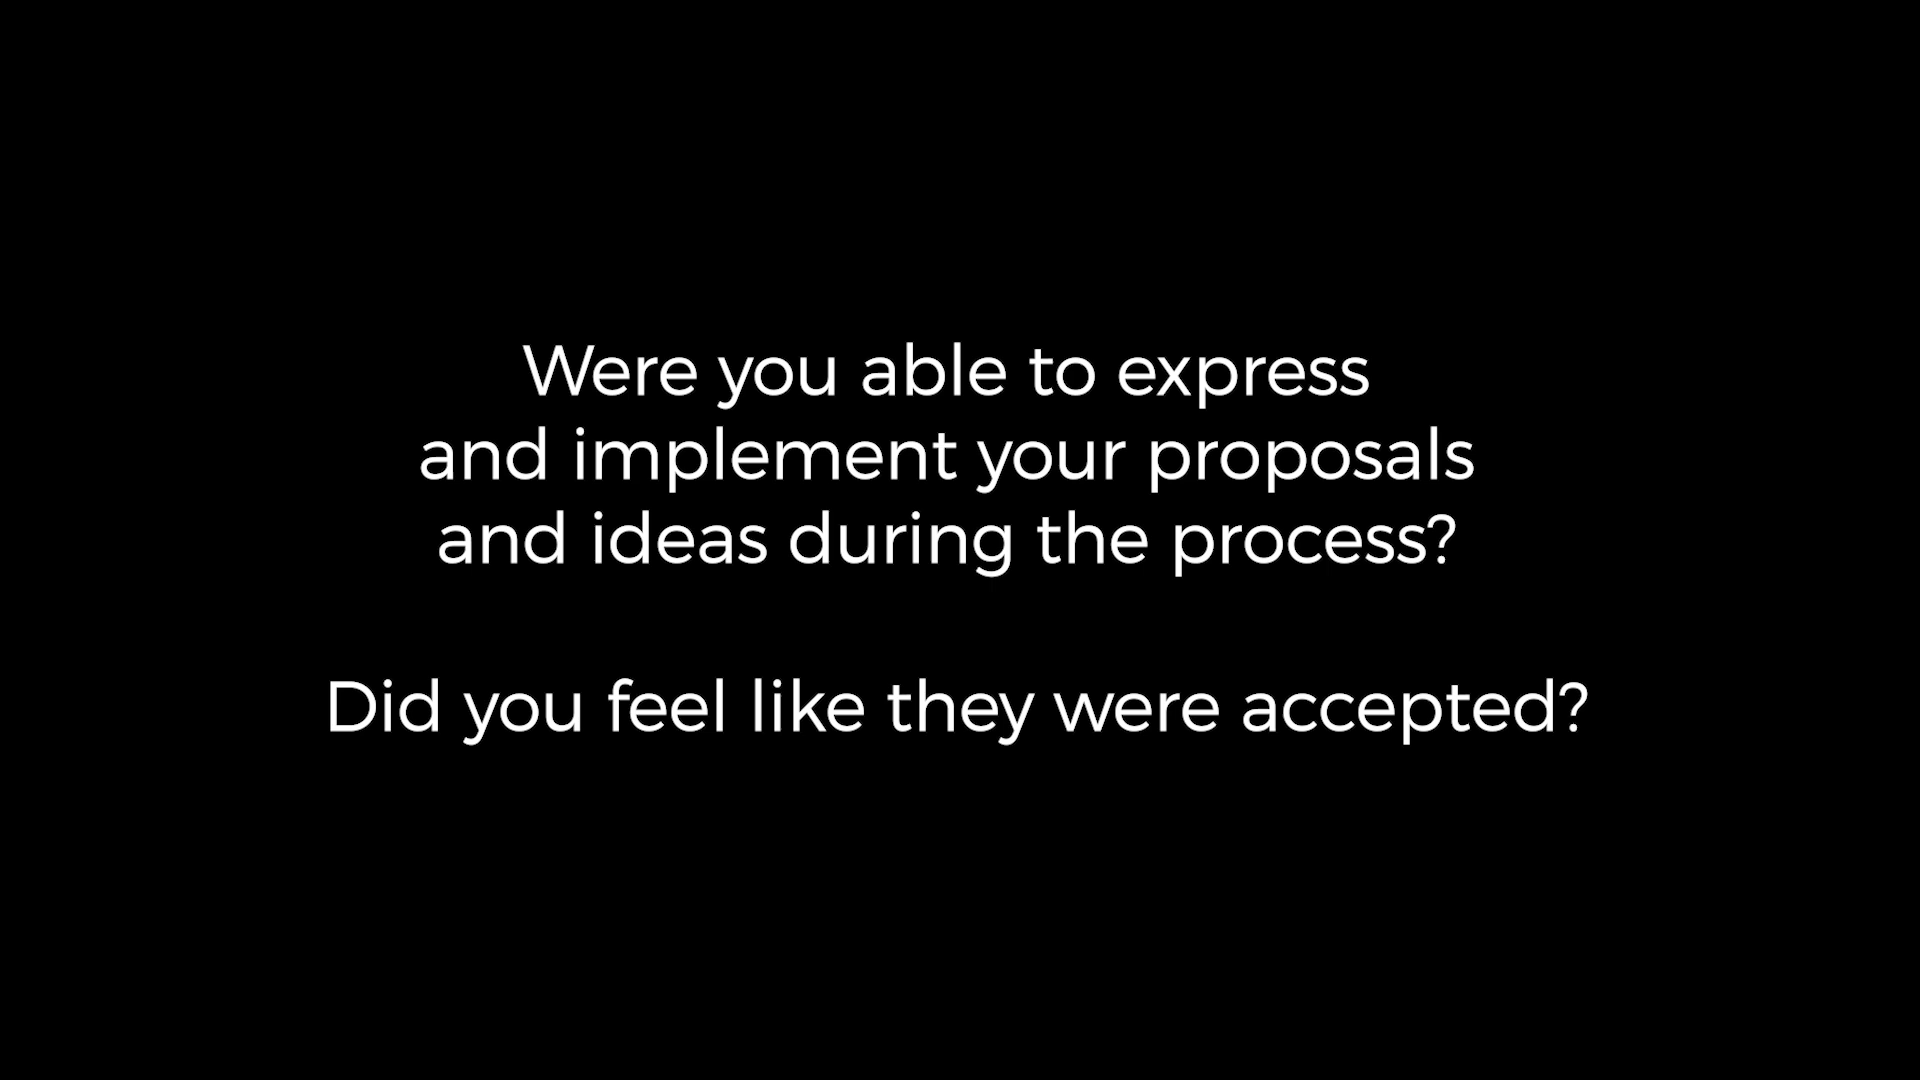 Were you able to express
and implement your proposals
and ideas during the process?
Did you feel like they were accepted?